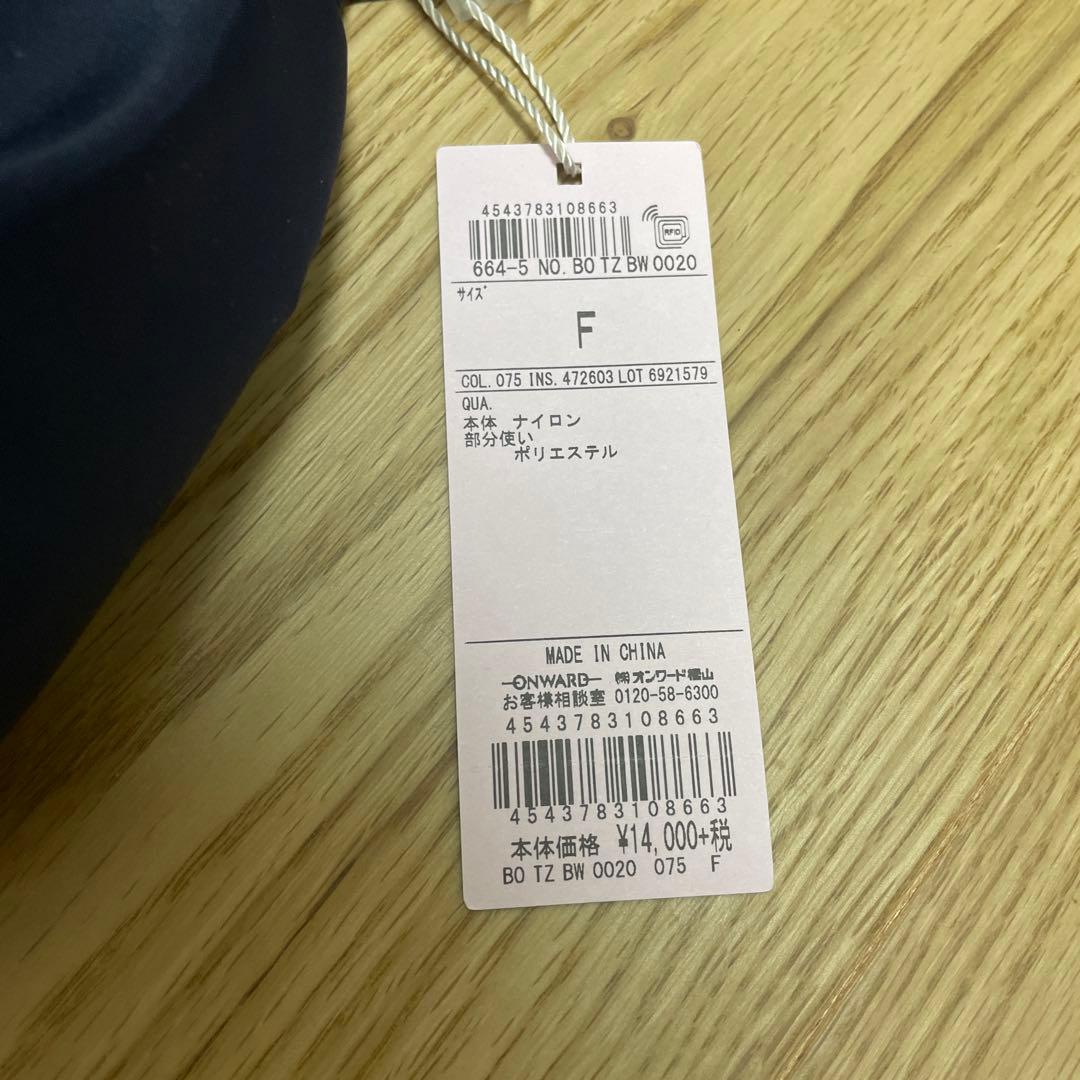 4543783108663
RFID
664-5 NO. BO TZ BW 0020
サイズ
F
COL. 075 INS. 472603 LOT 6921579
QUA.
本体 ナイロン
部分使い
ポリエステル
MADE IN CHINA
ONWARD ㈱オンワード樫山
お客様相談室 0120-58-6300
4543783108663
4543783108663
本体価格 ¥14,000+税
BO TZ BW 0020 075 F